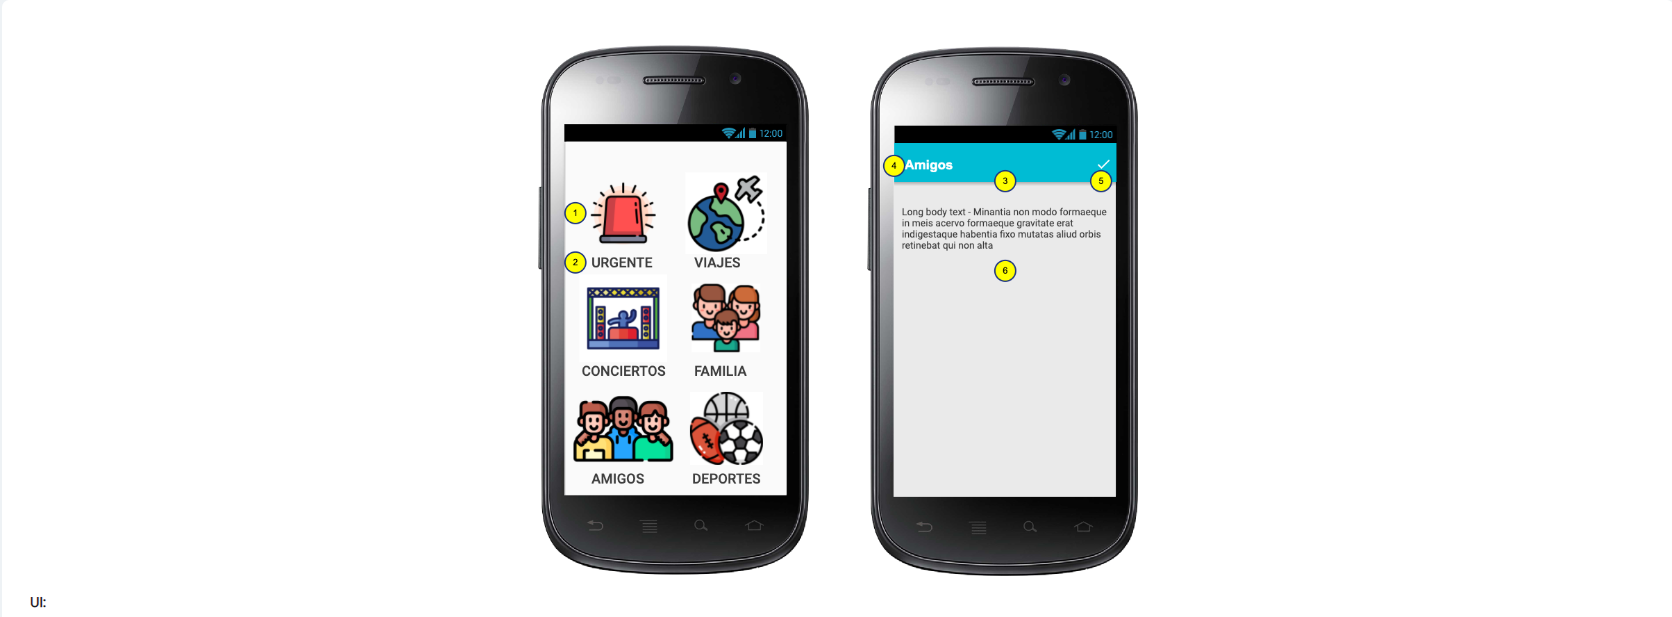 12:00
1
2
URGENTE
VIAJES
CONCIERTOS
FAMILIA
AMIGOS
DEPORTES
12:00
4
Amigos
3
5
Long body text - Minantia non modo formaeque
in meis acervo formaeque gravitate erat
indigestaque habentia fixo mutatas aliud orbis
retinebat qui non alta
6
UI: